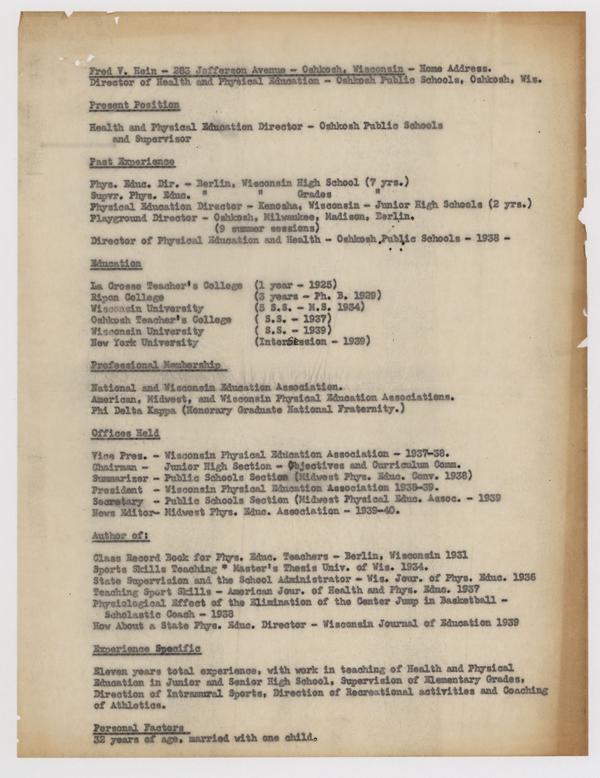 Fred V. Hein - 283 Jefferson Avenue - Oshkosh, Wisconsin - Home Address.
Director of Health and Physical Education - Oshkosh Public Schools, Oshkosh, Wis.
Present Position
Health and Physical Education Director - Oshkosh Public Schools
and Supervisor
Past Experience
Phys. Educ. Dir. - Berlin, Wisconsin High School (7 yrs.)
Supvr. Phys. Educ. " " Grades "
Physical Education Director - Kenosha, Wisconsin - Junior High Schools (2 yrs.)
Playground Director - Oshkosh, Milwaukee, Madison, Berlin.
(9 summer sessions)
Director of Physical Education and Health - Oshkosh Public Schools - 1938 -
Education
La Crosse Teacher's College (1 year - 1925)
Ripon College (3 years - Ph. B. 1929)
Wisconsin University (5 S.S. - M.S. 1934)
Oshkosh Teacher's College ( S.S. - 1937)
Wisconsin University ( S.S. - 1939)
New York University (InterSession - 1939)
Professional Membership
National and Wisconsin Education Association.
American, Midwest, and Wisconsin Physical Education Associations.
Phi Delta Kappa (Honorary Graduate National Fraternity.)
Offices Held
Vice Pres. - Wisconsin Physical Education Association - 1937-38.
Chairman - Junior High Section - Objectives and Curriculum Comm.
Summarizer - Public Schools Section (Midwest Phys. Educ. Conv. 1938)
President - Wisconsin Physical Education Association 1938-39.
Secretary - Public Schools Section (Midwest Physical Educ. Assoc. - 1939
News Editor- Midwest Phys. Educ. Association - 1939-40.
Author of:
Class Record Book for Phys. Educ. Teachers - Berlin, Wisconsin 1931
Sports Skills Teaching " Master's Thesis Univ. of Wis. 1934.
State Supervision and the School Administrator - Wis. Jour. of Phys. Educ. 1936
Teaching Sport Skills - American Jour. of Health and Phys. Educ. 1937
Physiological Effect of the Elimination of the Center Jump in Basketball -
Scholastic Coach - 1938
How About a State Phys. Educ. Director - Wisconsin Journal of Education 1939
Experience Specific
Eleven years total experience, with work in teaching of Health and Physical
Education in Junior and Senior High School, Supervision of Elementary Grades,
Direction of Intramural Sports, Direction of Recreational activities and Coaching
of Athletics.
Personal Factors
32 years of age, married with one child.